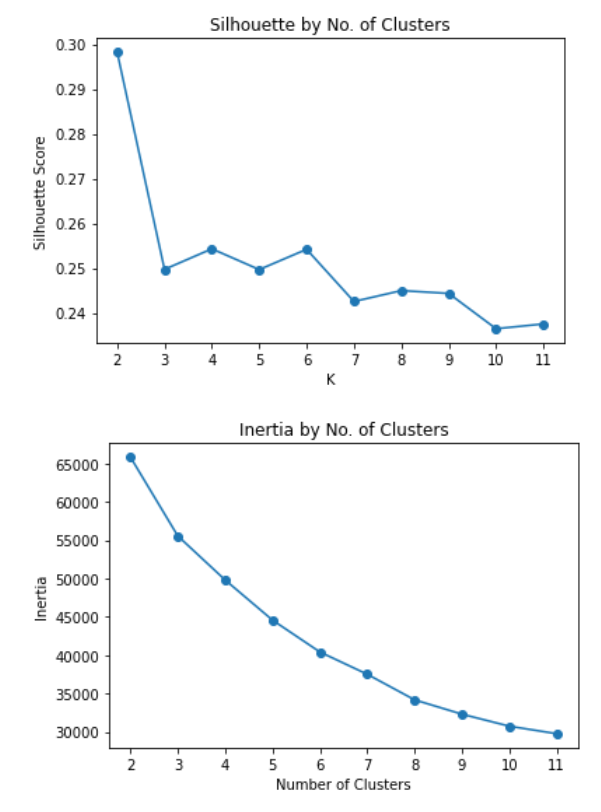 Silhouette by No. of Clusters
0.30
0.29
0.28
0.27
0.26
0.25
0.24
Silhouette Score
2 3 4 5 6 7 8 9 10 11
K
Inertia by No. of Clusters
65000
60000
55000
50000
45000
40000
35000
30000
Inertia
2 3 4 5 6 7 8 9 10 11
Number of Clusters